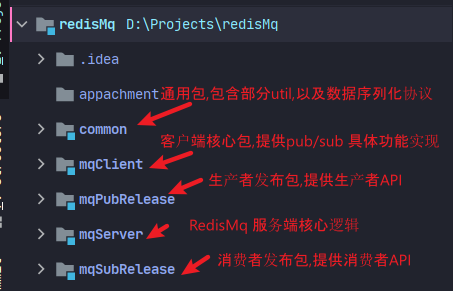 redisMq D:\Projects\redisMq
.idea
appachment 通用包,包含部分util,以及数据序列化协议
common
客户端核心包,提供pub/sub 具体功能实现
mqClient
生产者发布包,提供生产者API
mqPubRelease
RedisMq 服务端核心逻辑
mqServer
消费者发布包,提供消费者API
mqSubRelease